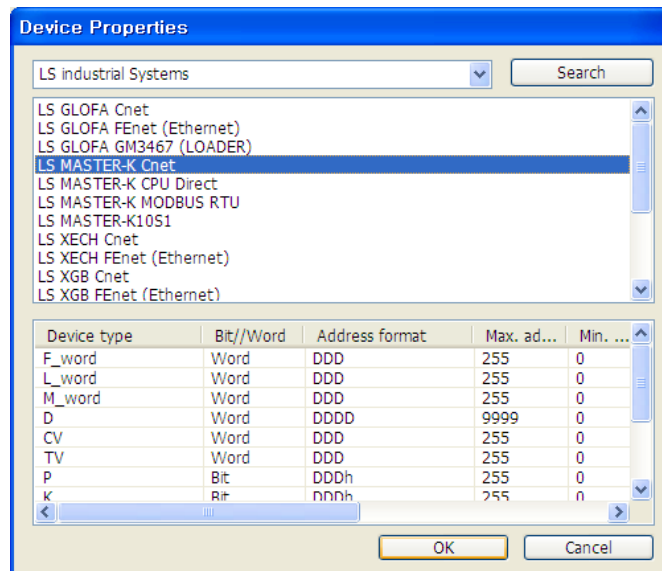 Device Properties
LS industrial Systems Search
LS GLOFA Cnet
LS GLOFA FEnet (Ethernet)
LS GLOFA GM3467 (LOADER)
LS MASTER-K Cnet
LS MASTER-K CPU Direct
LS MASTER-K MODBUS RTU
LS MASTER-K10S1
LS XECH Cnet
LS XECH FEnet (Ethernet)
LS XGB Cnet
LS XGB FEnet (Ethernet)
Device type Bit//Word Address format Max. ad... Min. ...
F_word Word DDD 255 0
L_word Word DDD 255 0
M_word Word DDD 255 0
D Word DDDD 9999 0
CV Word DDD 255 0
TV Word DDD 255 0
P Bit DDDh 255 0
K Bit DDDh 255 0
OK Cancel